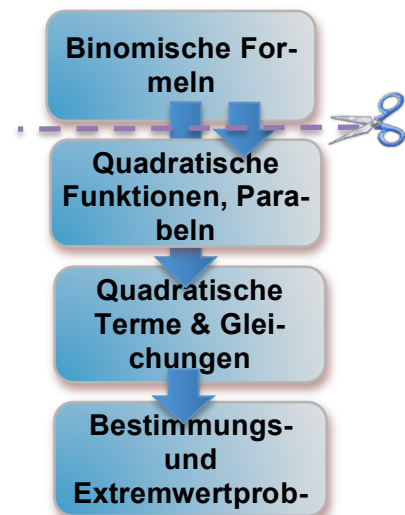 Binomische For-
meln
Quadratische
Funktionen, Para-
beln
Quadratische
Terme & Glei-
chungen
Bestimmungs-
und
Extremwertprob-